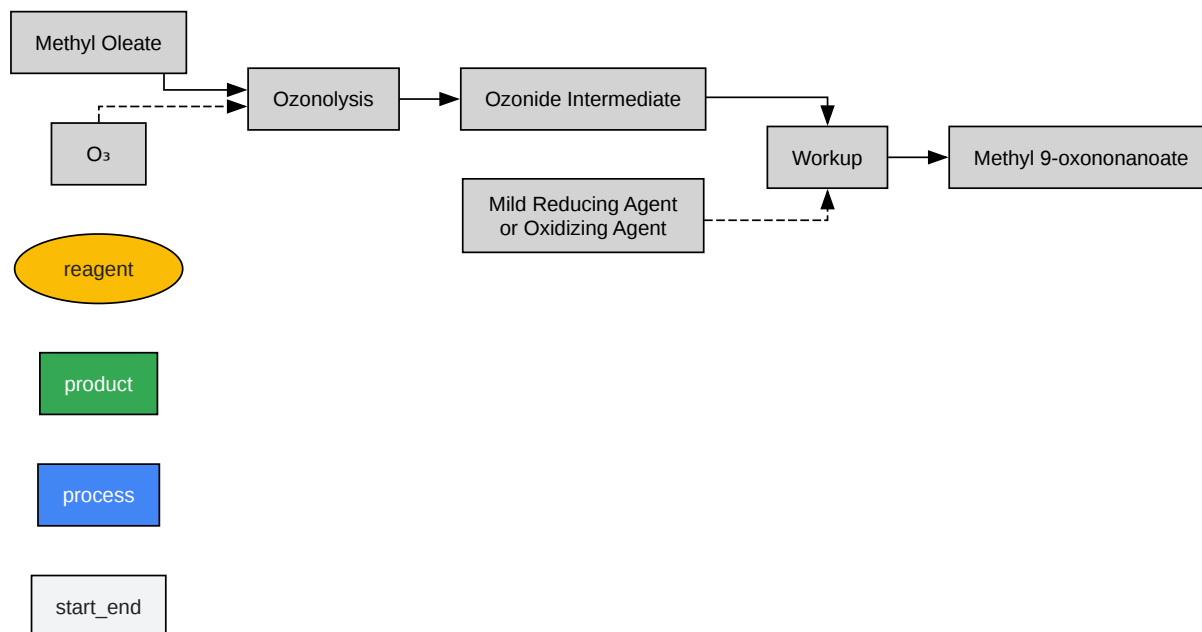 Methyl Oleate
O₃
Ozonolysis
Ozonide Intermediate
Mild Reducing Agent
or Oxidizing Agent
Workup
Methyl 9-oxononanoate
reagent
product
process
start_end